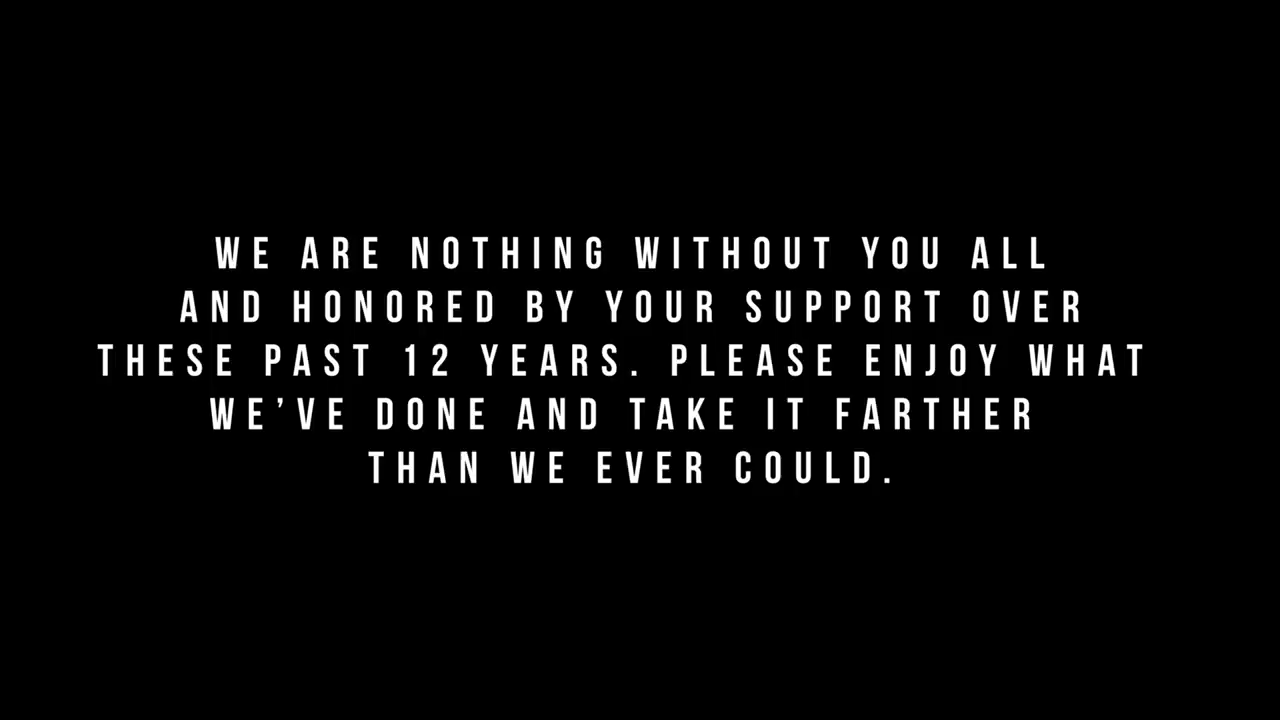 WE ARE NOTHING WITHOUT YOU ALL
AND HONORED BY YOUR SUPPORT OVER
THESE PAST 12 YEARS. PLEASE ENJOY WHAT
WE’VE DONE AND TAKE IT FARTHER
THAN WE EVER COULD.